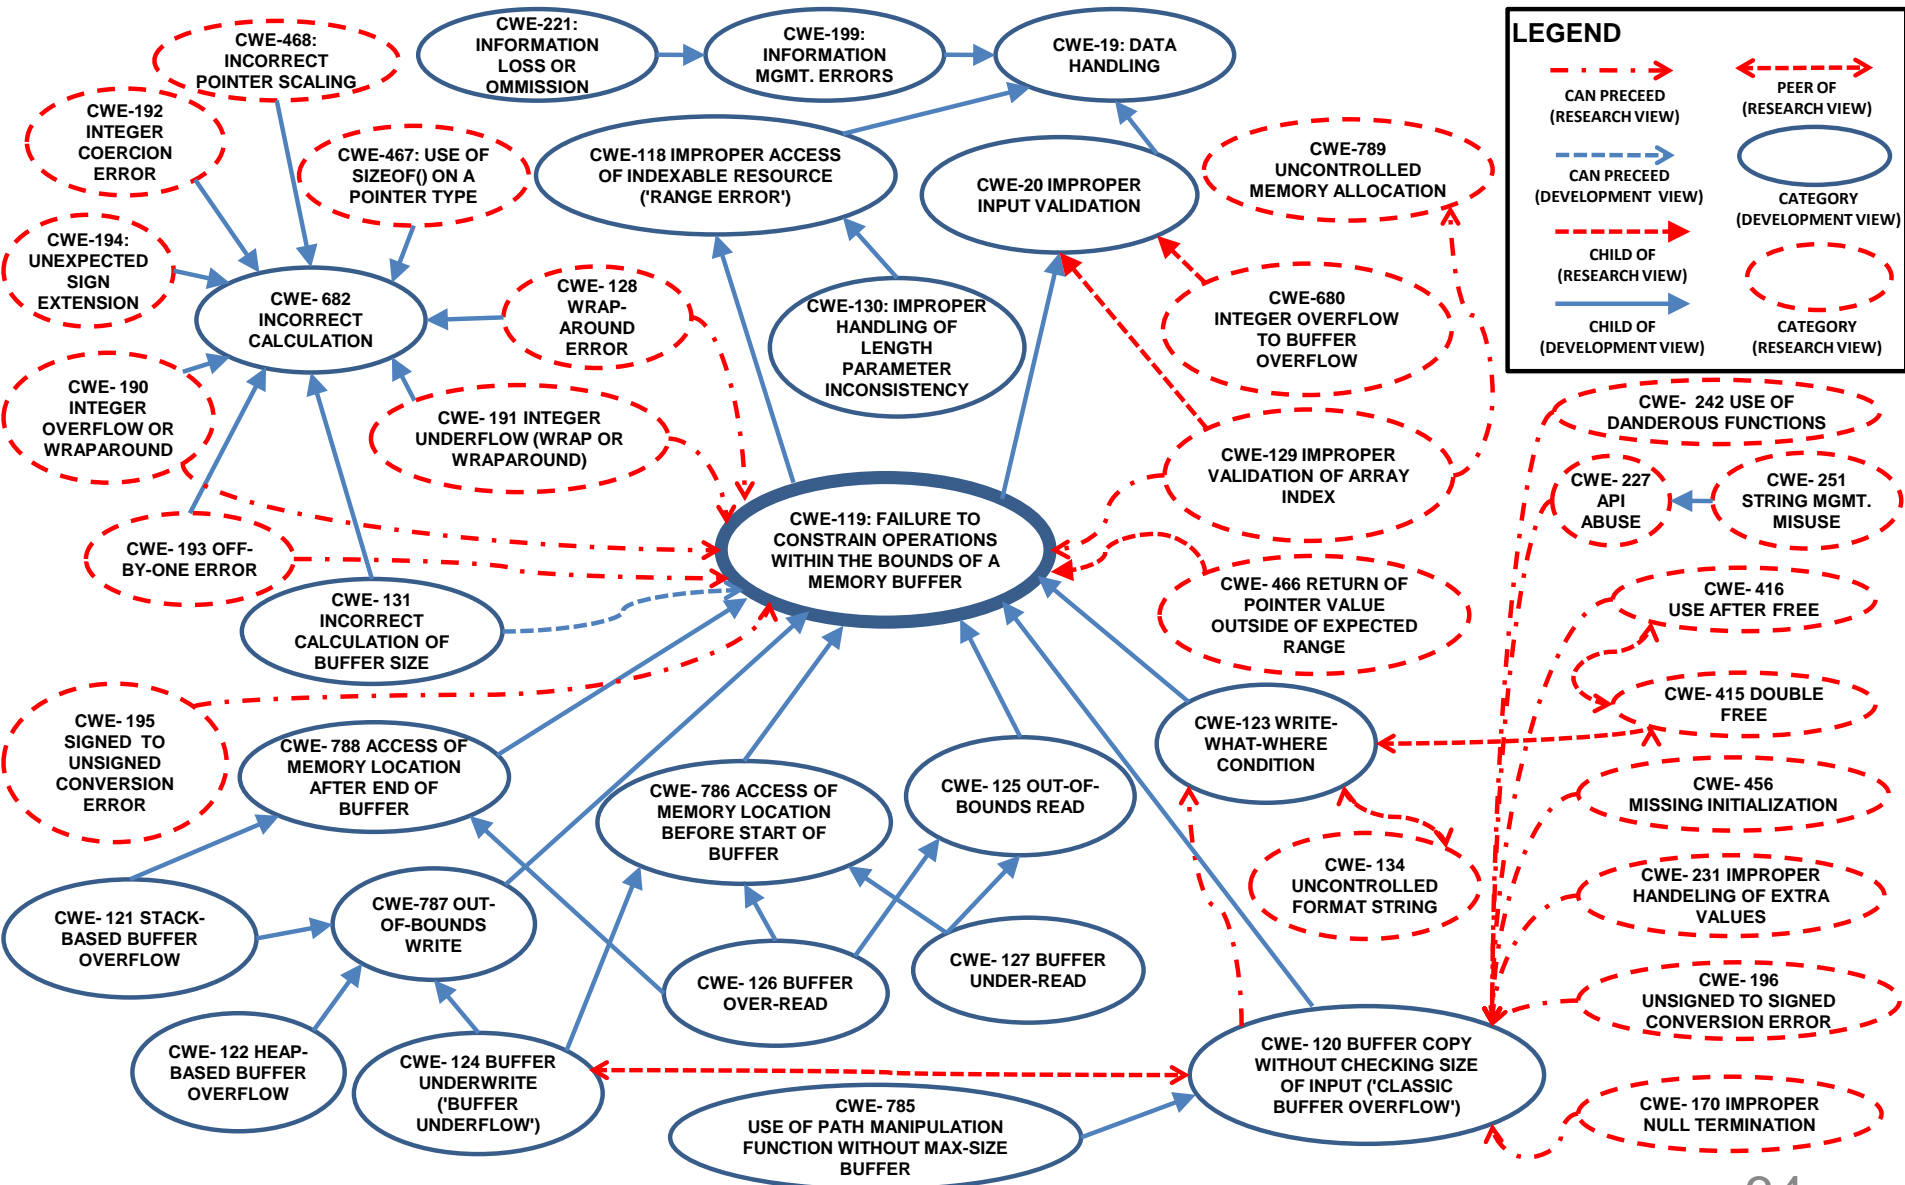 CWE-468:
INCORRECT
POINTER SCALING
CWE-221:
INFORMATION
LOSS OR
OMMISSION
CWE-199:
INFORMATION
MGMT. ERRORS
CWE-19: DATA
HANDLING
LEGEND
CAN PRECEED
(RESEARCH VIEW)
PEER OF
(RESEARCH VIEW)
CAN PRECEED
(DEVELOPMENT VIEW)
CATEGORY
(DEVELOPMENT VIEW)
CHILD OF
(RESEARCH VIEW)
CHILD OF
(DEVELOPMENT VIEW)
CATEGORY
(RESEARCH VIEW)
CWE-192
INTEGER
COERCION
ERROR
CWE-467: USE OF
SIZEOF() ON A
POINTER TYPE
CWE-118 IMPROPER ACCESS
OF INDEXABLE RESOURCE
('RANGE ERROR')
CWE-20 IMPROPER
INPUT VALIDATION
CWE-789
UNCONTROLLED
MEMORY ALLOCATION
CWE-194:
UNEXPECTED
SIGN
EXTENSION
CWE- 682
INCORRECT
CALCULATION
CWE- 128
WRAP-
AROUND
ERROR
CWE-130: IMPROPER
HANDLING OF
LENGTH
PARAMETER
INCONSISTENCY
CWE-680
INTEGER OVERFLOW
TO BUFFER
OVERFLOW
CWE- 190
INTEGER
OVERFLOW OR
WRAPAROUND
CWE- 191 INTEGER
UNDERFLOW (WRAP OR
WRAPAROUND)
CWE-129 IMPROPER
VALIDATION OF ARRAY
INDEX
CWE- 242 USE OF
DANDEROUS FUNCTIONS
CWE- 227
API
ABUSE
CWE- 251
STRING MGMT.
MISUSE
CWE- 193 OFF-
BY-ONE ERROR
CWE-119: FAILURE TO
CONSTRAIN OPERATIONS
WITHIN THE BOUNDS OF A
MEMORY BUFFER
CWE- 131
INCORRECT
CALCULATION OF
BUFFER SIZE
CWE- 466 RETURN OF
POINTER VALUE
OUTSIDE OF EXPECTED
RANGE
CWE- 416
USE AFTER FREE
CWE- 195
SIGNED TO
UNSIGNED
CONVERSION
ERROR
CWE- 788 ACCESS OF
MEMORY LOCATION
AFTER END OF
BUFFER
CWE-123 WRITE-
WHAT-WHERE
CONDITION
CWE- 415 DOUBLE
FREE
CWE- 786 ACCESS OF
MEMORY LOCATION
BEFORE START OF
BUFFER
CWE- 125 OUT-OF-
BOUNDS READ
CWE- 456
MISSING INITIALIZATION
CWE- 134
UNCONTROLLED
FORMAT STRING
CWE- 231 IMPROPER
HANDELING OF EXTRA
VALUES
CWE- 121 STACK-
BASED BUFFER
OVERFLOW
CWE-787 OUT-
OF-BOUNDS
WRITE
CWE- 126 BUFFER
OVER-READ
CWE- 127 BUFFER
UNDER-READ
CWE- 196
UNSIGNED TO SIGNED
CONVERSION ERROR
CWE- 122 HEAP-
BASED BUFFER
OVERFLOW
CWE- 124 BUFFER
UNDERWRITE
('BUFFER
UNDERFLOW')
CWE- 120 BUFFER COPY
WITHOUT CHECKING SIZE
OF INPUT ('CLASSIC
BUFFER OVERFLOW')
CWE- 785
USE OF PATH MANIPULATION
FUNCTION WITHOUT MAX-SIZE
BUFFER
CWE- 170 IMPROPER
NULL TERMINATION